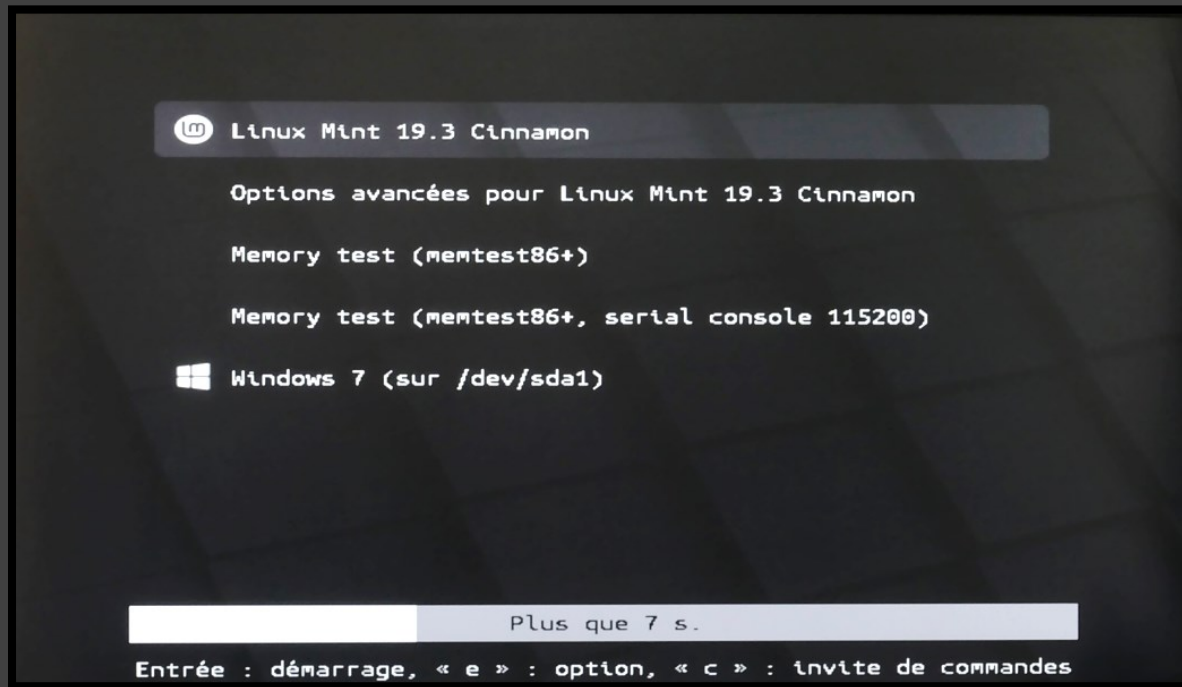 Linux Mint 19.3 Cinnamon
Options avancées pour Linux Mint 19.3 Cinnamon
Memory test (memtest86+)
Memory test (memtest86+, serial console 115200)
Windows 7 (sur /dev/sda1)
Plus que 7 s.
Entrée : démarrage, « e » : option, « c » : invite de commandes